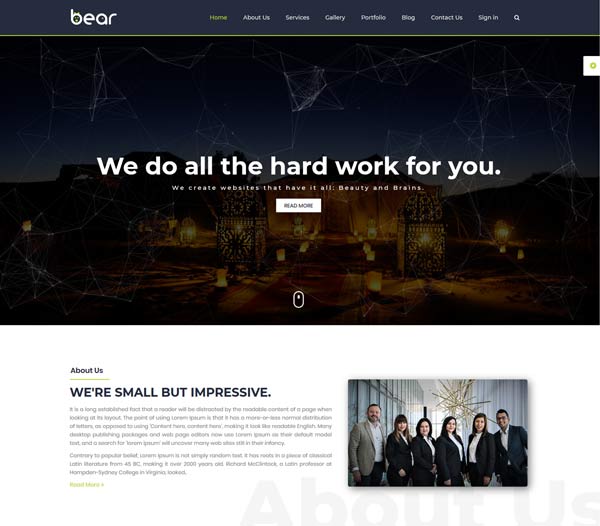 bear
Home About Us Services Gallery Portfolio Blog Contact Us Sign in
We do all the hard work for you.
We create websites that have it all: Beauty and Brains.
READ MORE
About Us
WE'RE SMALL BUT IMPRESSIVE.
It is a long established fact that a reader will be distracted by the readable content of a page when
looking at its layout. The point of using Lorem Ipsum is that it has a more-or-less normal distribution
of letters, as opposed to using 'Content here, content here', making it look like readable English. Many
desktop publishing packages and web page editors now use Lorem Ipsum as their default model
text, and a search for 'lorem ipsum' will uncover many web sites still in their infancy.
Contrary to popular belief, Lorem Ipsum is not simply random text. It has roots in a piece of classical
Latin literature from 45 BC, making it over 2000 years old. Richard McClintock, a Latin professor at
Hampden-Sydney College in Virginia, looked..
Read More »
About Us